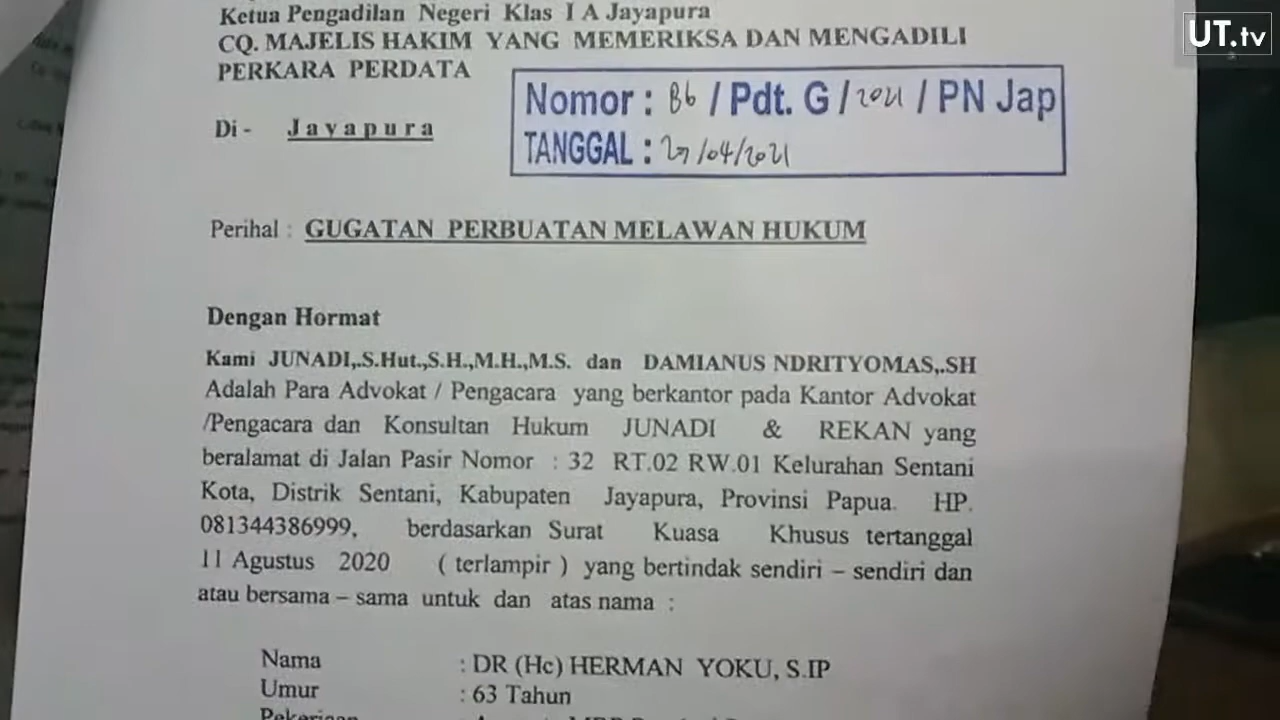 UT.tv
Ketua Pengadilan Negeri Klas I A Jayapura
CQ. MAJELIS HAKIM YANG MEMERIKSA DAN MENGADILI
PERKARA PERDATA
Nomor : 86 / Pdt. G / 2021 / PN Jap
TANGGAL : 27/04/2021
Di - Jayapura
Perihal : GUGATAN PERBUATAN MELAWAN HUKUM
Dengan Hormat
Kami JUNADI,.S.Hut.,S.H.,M.H.,M.S. dan DAMIANUS NDRITYOMAS,.SH
Adalah Para Advokat / Pengacara yang berkantor pada Kantor Advokat
/Pengacara dan Konsultan Hukum JUNADI & REKAN yang
beralamat di Jalan Pasir Nomor : 32 RT.02 RW.01 Kelurahan Sentani
Kota, Distrik Sentani, Kabupaten Jayapura, Provinsi Papua. HP.
081344386999, berdasarkan Surat Kuasa Khusus tertanggal
11 Agustus 2020 ( terlampir ) yang bertindak sendiri – sendiri dan
atau bersama – sama untuk dan atas nama :
Nama : DR (Hc) HERMAN YOKU, S.IP
Umur : 63 Tahun
Pekerjaan